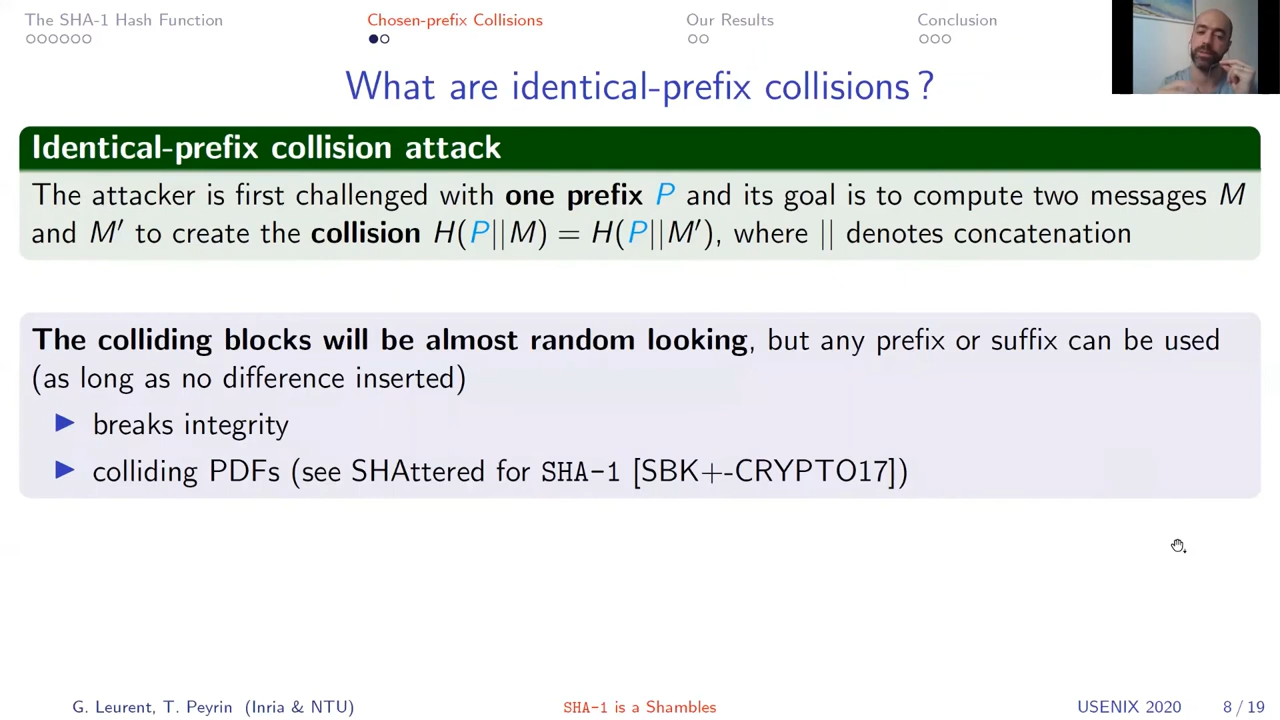 The SHA-1 Hash Function
Chosen-prefix Collisions
Our Results
Conclusion
What are identical-prefix collisions ?
Identical-prefix collision attack
The attacker is first challenged with one prefix P and its goal is to compute two messages M
and M′ to create the collision H(P||M) = H(P||M′), where || denotes concatenation
The colliding blocks will be almost random looking, but any prefix or suffix can be used
(as long as no difference inserted)
▶ breaks integrity
▶ colliding PDFs (see SHAttered for SHA-1 [SBK+-CRYPTO17])
G. Leurent, T. Peyrin (Inria & NTU)
SHA-1 is a Shambles
USENIX 2020
8 / 19